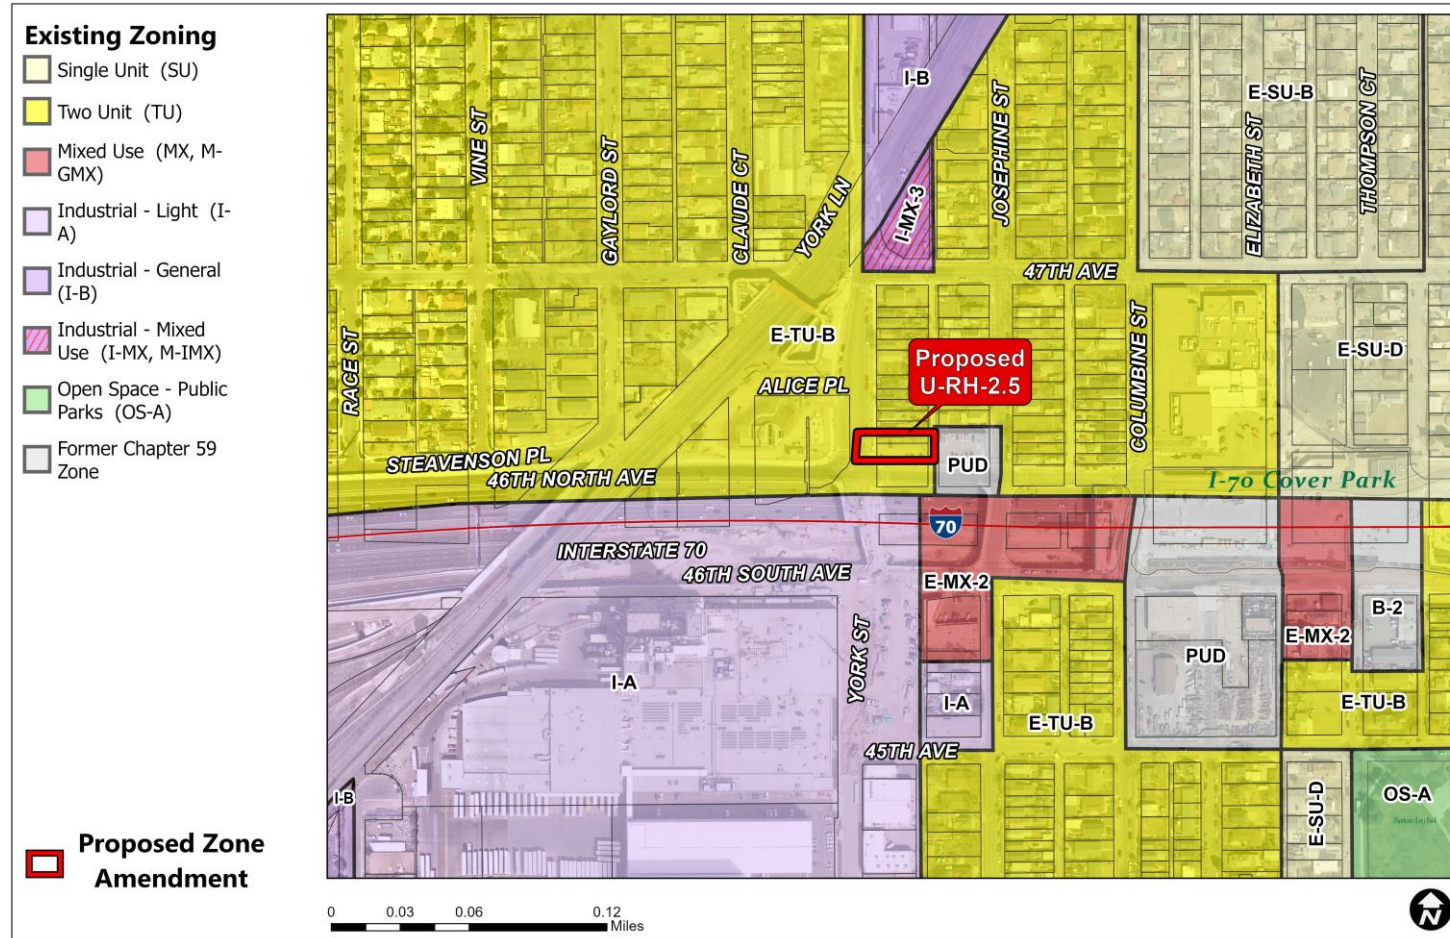 Existing Zoning
Single Unit (SU)
Two Unit (TU)
Mixed Use (MX, M-
GMX)
Industrial - Light (I-
A)
Industrial - General
(I-B)
Industrial - Mixed
Use (I-MX, M-IMX)
Open Space - Public
Parks (OS-A)
Former Chapter 59
Zone
Proposed Zone
Amendment
I-B
E-SU-B
VINE ST
GAYLORD ST
CLAUDE CT
YORK LN
I-MX-3
JOSEPHINE ST
ELIZABETH ST
THOMPSON CT
47TH AVE
RACE ST
E-TU-B
Proposed
U-RH-2.5
COLUMBINE ST
E-SU-D
ALICE PL
STEAVENSON PL
46TH NORTH AVE
PUD
I-70 Cover Park
70
INTERSTATE 70
46TH SOUTH AVE
E-MX-2
YORK ST
B-2
E-MX-2
PUD
I-A
I-A
E-TU-B
E-TU-B
45TH AVE
I-B
E-SU-D
OS-A
0 0.03 0.06 0.12
Miles
N